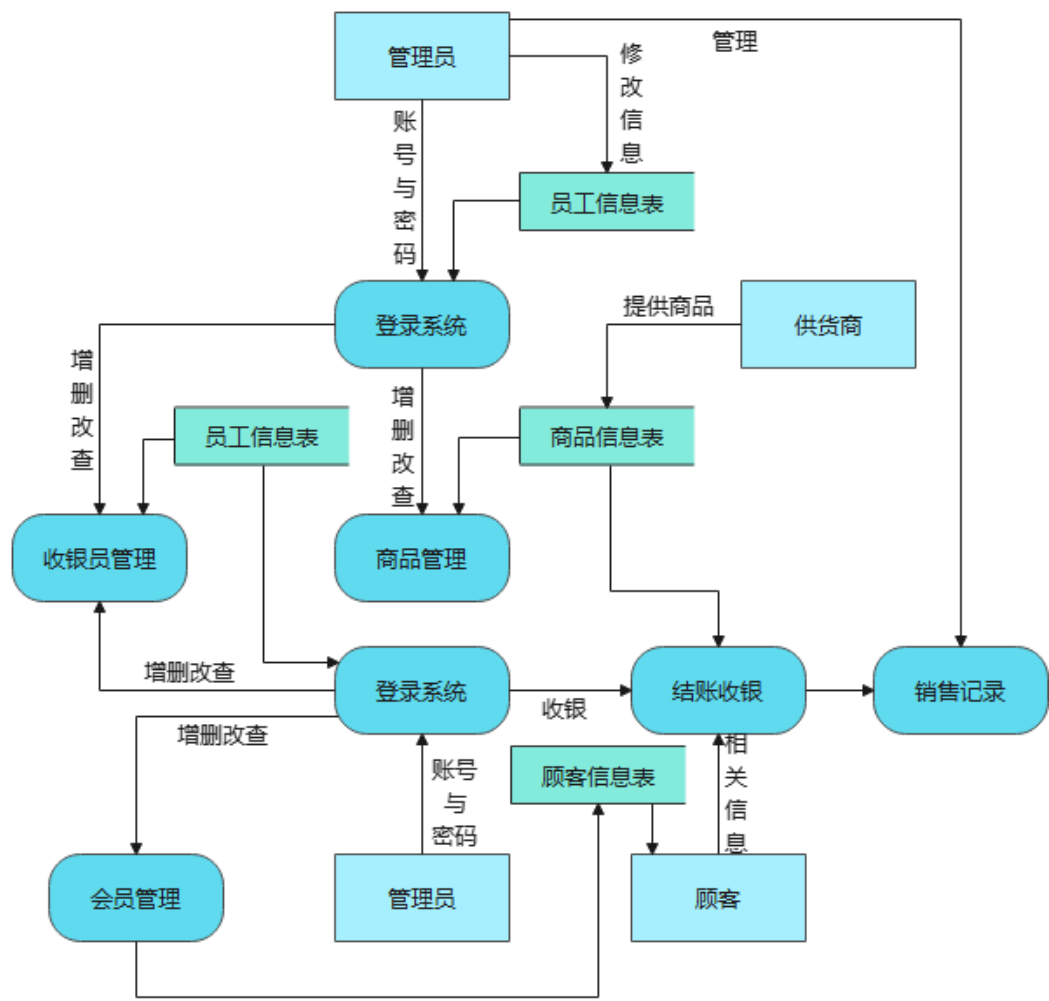 管理员
管理
修改信息
账号与密码
员工信息表
登录系统
提供商品
供货商
增删改查
员工信息表
增删改查
商品信息表
收银员管理
商品管理
增删改查
登录系统
收银
结账收银
销售记录
增删改查
账号
与
密码
顾客信息表
相关信息
会员管理
管理员
顾客